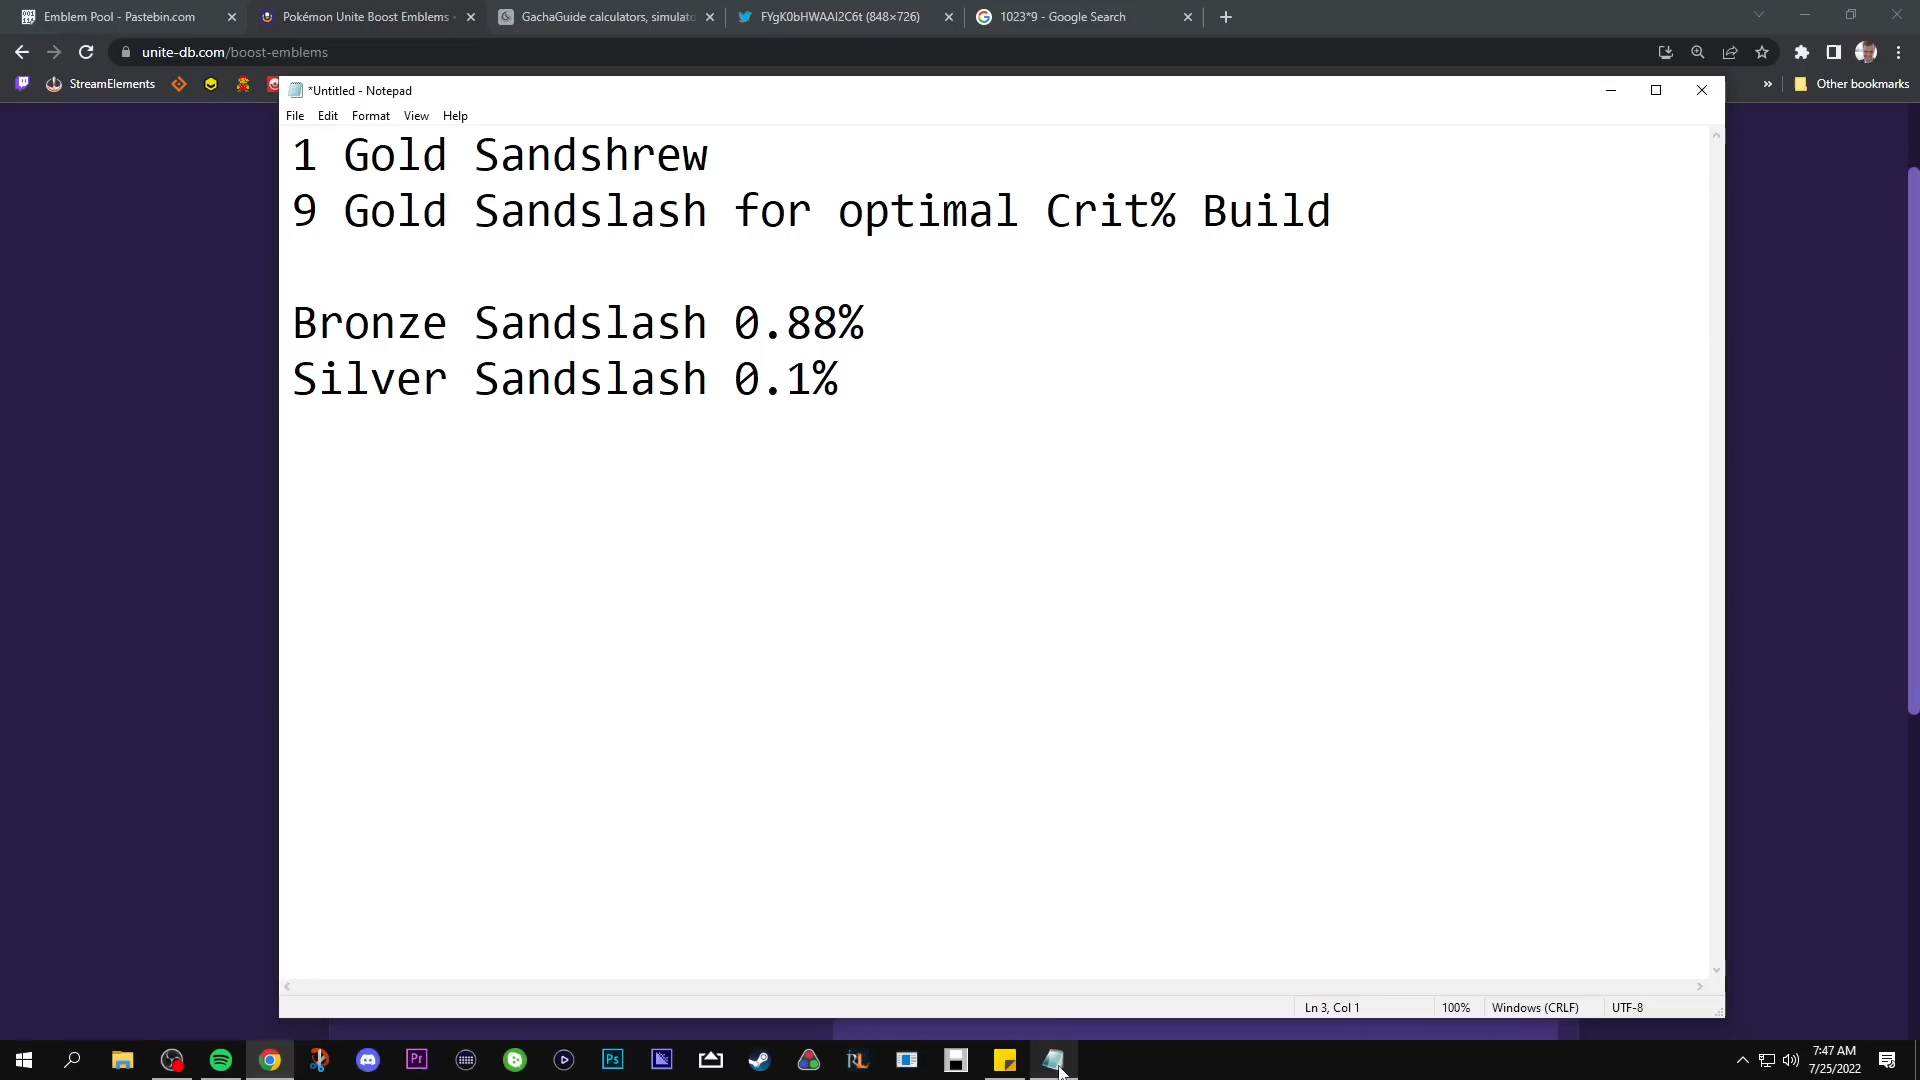 Emblem Pool - Pastebin.com
Pokémon Unite Boost Emblems
GachaGuide calculators, simulato
FYgK0bHWAAI2C6t (848×726)
1023*9 - Google Search
unite-db.com/boost-emblems
StreamElements
Other bookmarks
*Untitled - Notepad
File Edit Format View Help
1 Gold Sandshrew
9 Gold Sandslash for optimal Crit% Build
Bronze Sandslash 0.88%
Silver Sandslash 0.1%
Ln 3, Col 1
100%
Windows (CRLF)
UTF-8
Pr
Ps
RL
7:47 AM
7/25/2022